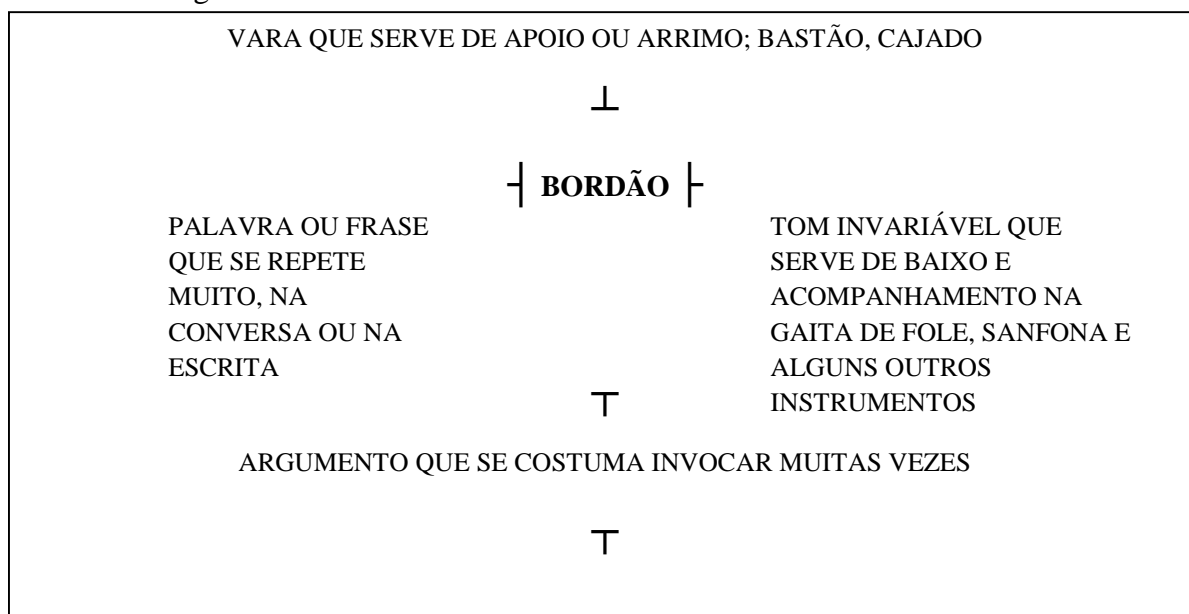 VARA QUE SERVE DE APOIO OU ARRIMO; BASTÃO, CAJADO
┴
┤ BORDÃO ├
PALAVRA OU FRASE
QUE SE REPETE
MUITO, NA
CONVERSA OU NA
ESCRITA
TOM INVARIÁVEL QUE
SERVE DE BAIXO E
ACOMPANHAMENTO NA
GAITA DE FOLE, SANFONA E
ALGUNS OUTROS
INSTRUMENTOS
┬
ARGUMENTO QUE SE COSTUMA INVOCAR MUITAS VEZES
┬